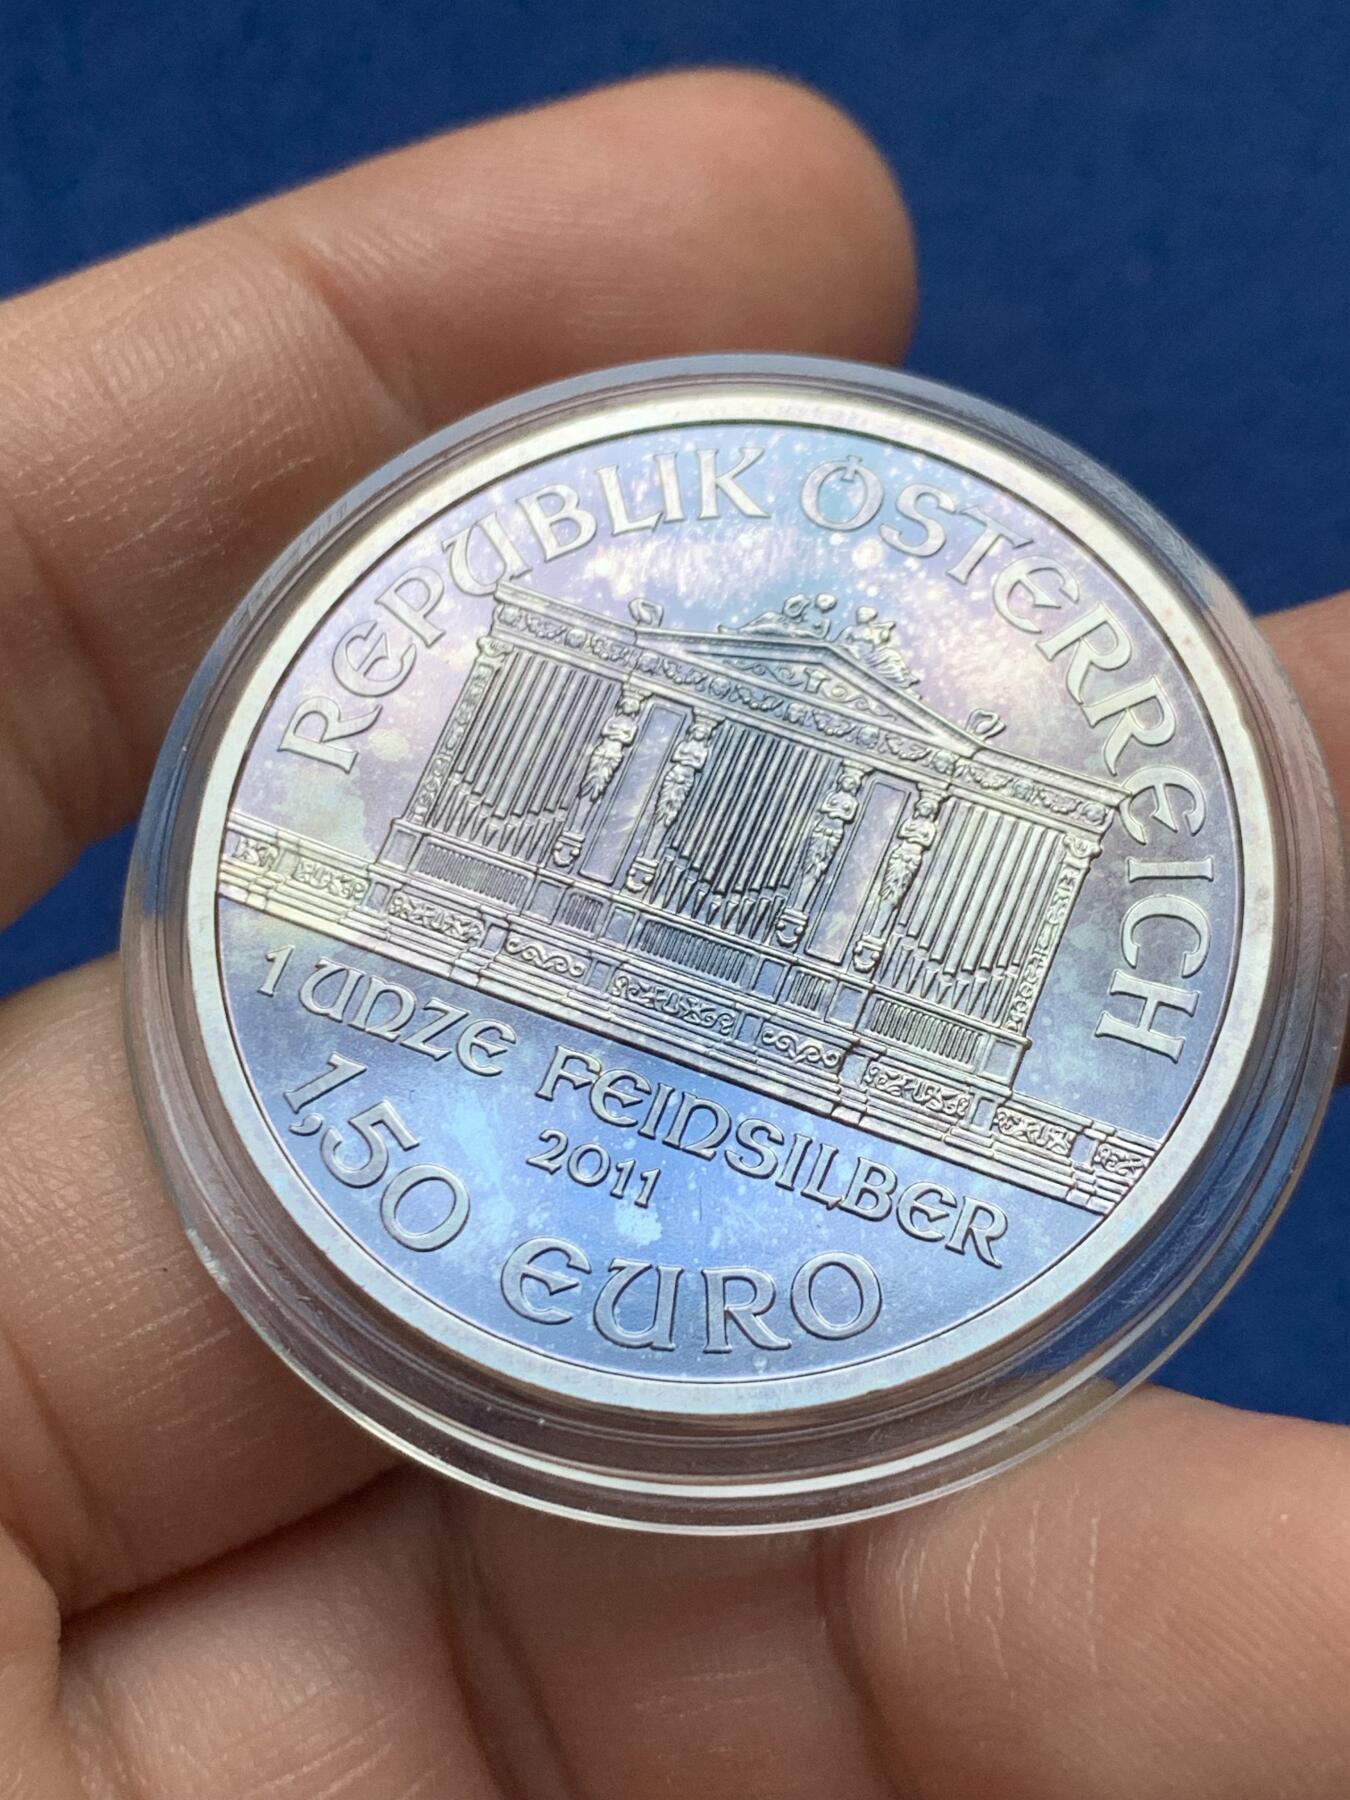 REPUBLIK ÖSTERREICH
1 UNZE FEINSILBER
2011
1,50 EURO